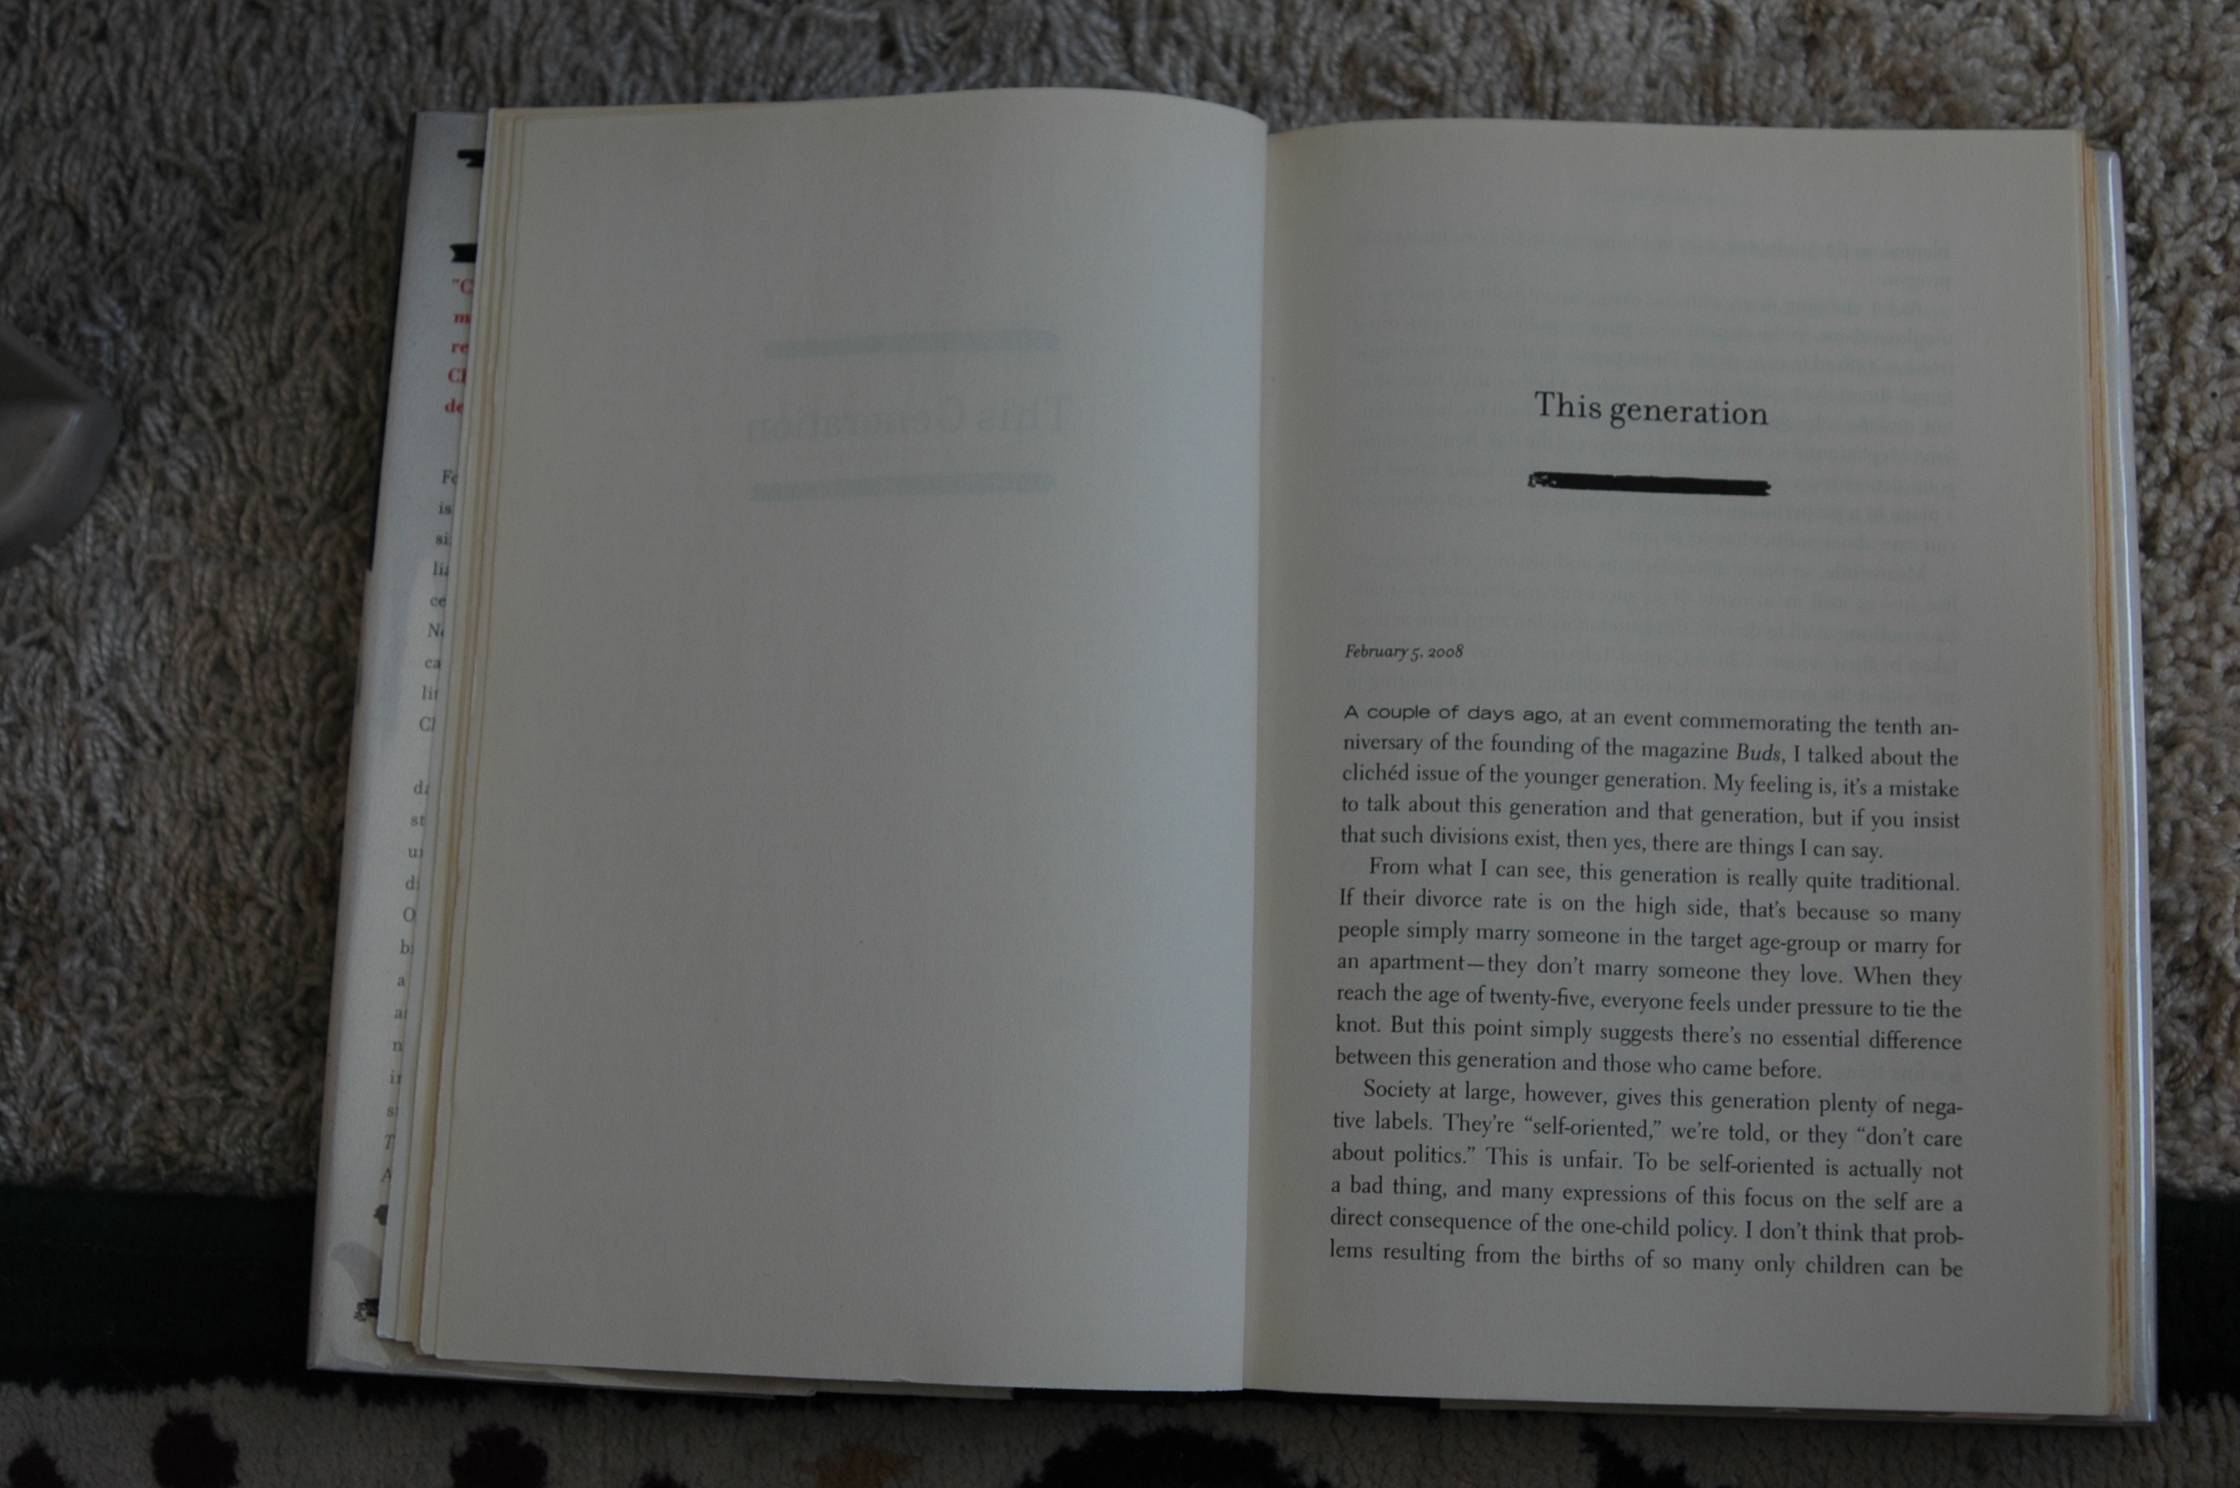 This generation
February 5, 2008
A couple of days ago, at an event commemorating the tenth an-
niversary of the founding of the magazine Buds, I talked about the
clichéd issue of the younger generation. My feeling is, it's a mistake
to talk about this generation and that generation, but if you insist
that such divisions exist, then yes, there are things I can say.
From what I can see, this generation is really quite traditional.
If their divorce rate is on the high side, that's because so many
people simply marry someone in the target age-group or marry for
an apartment—they don't marry someone they love. When they
reach the age of twenty-five, everyone feels under pressure to tie the
knot. But this point simply suggests there's no essential difference
between this generation and those who came before.
Society at large, however, gives this generation plenty of nega-
tive labels. They're “self-oriented,” we're told, or they “don't care
about politics.” This is unfair. To be self-oriented is actually not
a bad thing, and many expressions of this focus on the self are a
direct consequence of the one-child policy. I don't think that prob-
lems resulting from the births of so many only children can be